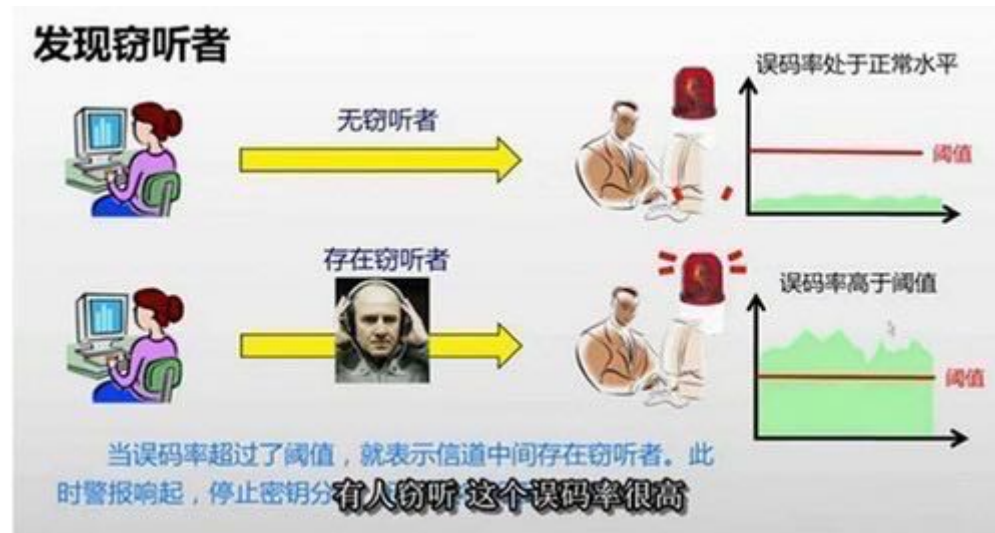 发现窃听者
误码率处于正常水平
无窃听者
阈值
存在窃听者
误码率高于阈值
阈值
当误码率超过了阈值，就表示信道中间存在窃听者。此
时警报响起，停止密钥分
有人窃听 这个误码率很高